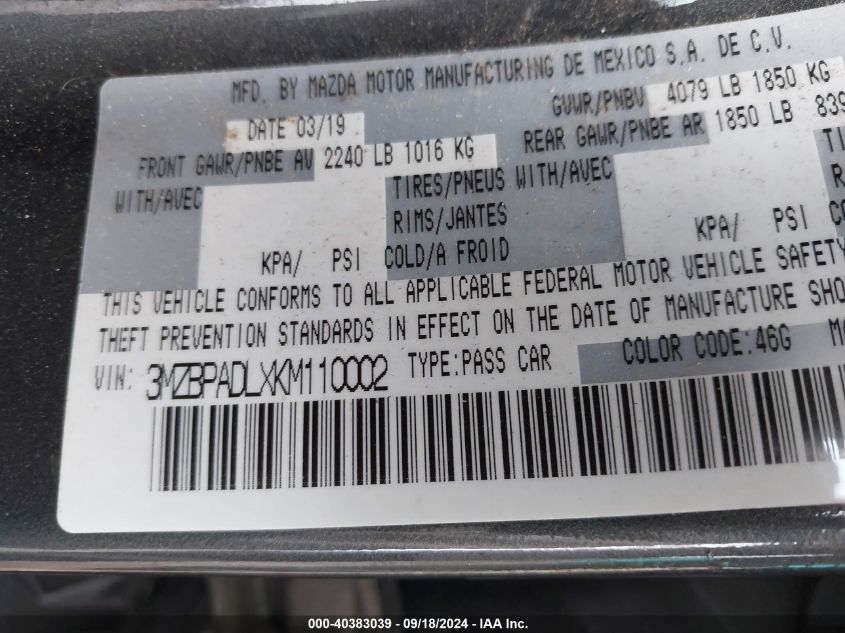 MFD. BY MAZDA MOTOR MANUFACTURING DE MEXICO S.A. DE C.V.
DATE 03/19 GVWR/PNBV 4079 LB 1850 KG
FRONT GAWR/PNBE AV 2240 LB 1016 KG REAR GAWR/PNBE AR 1850 LB 839
WITH/AVEC TIRES/PNEUS WITH/AVEC
RIMS/JANTES
KPA/ PSI COLD/A FROID KPA/ PSI
THIS VEHICLE CONFORMS TO ALL APPLICABLE FEDERAL MOTOR VEHICLE SAFETY
THEFT PREVENTION STANDARDS IN EFFECT ON THE DATE OF MANUFACTURE SHO
VIN: 3MZBPADLXKM110002 TYPE:PASS CAR COLOR CODE:46G
000-40383039 - 09/18/2024 - IAA Inc.